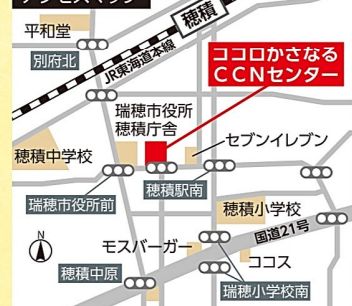 アクセスマップ
穂積
平和堂
別府北
JR東海道本線
ココロかさなる
CCNセンター
瑞穂市役所
穂積庁舎
セブンイレブン
穂積中学校
穂積駅南
瑞穂市役所前
穂積小学校
国道21号
N
モスバーガー
ココス
穂積中原
瑞穂小学校南